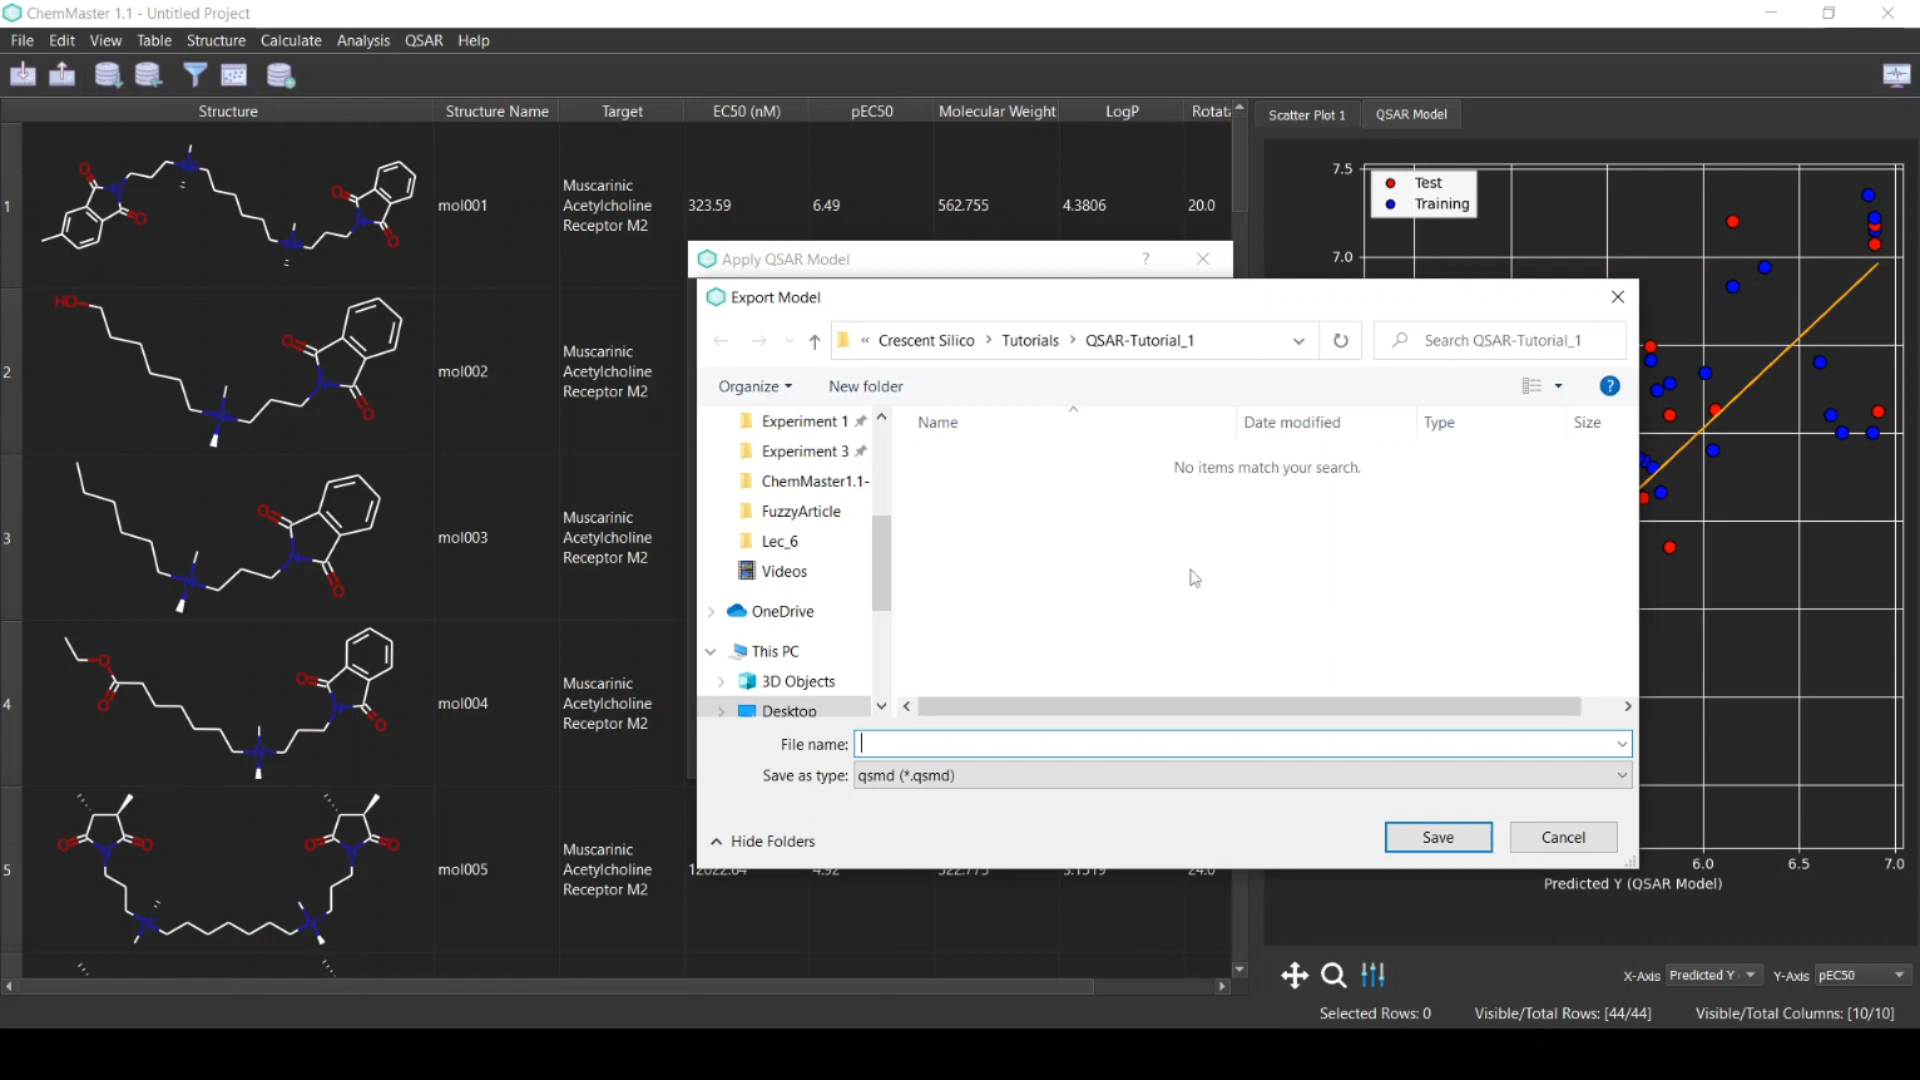 ChemMaster 1.1 - Untitled Project
File Edit View Table Structure Calculate Analysis QSAR Help
Structure Structure Name Target EC50 (nM) pEC50 Molecular Weight LogP Rotat
Scatter Plot 1 QSAR Model
1 mol001 Muscarinic
Acetylcholine
Receptor M2 323.59 6.49 562.755 4.3806 20.0
HO
2 mol002 Muscarinic
Acetylcholine
Receptor M2
3 mol003 Muscarinic
Acetylcholine
Receptor M2
4 mol004 Muscarinic
Acetylcholine
Receptor M2
5 mol005 Muscarinic
Acetylcholine
Receptor M2
Apply QSAR Model ?
Export Model
« Crescent Silico > Tutorials > QSAR-Tutorial_1
Search QSAR-Tutorial_1
Organize New folder ?
Experiment 1
Experiment 3
ChemMaster1.1-
FuzzyArticle
Lec_6
Videos
OneDrive
This PC
3D Objects
Desktop
Name Date modified Type Size
No items match your search.
File name:
Save as type: qsmd (*.qsmd)
Hide Folders Save Cancel
7.5
7.0
Test
Training
6.0 6.5 7.0
Predicted Y (QSAR Model)
X-Axis Predicted Y Y-Axis pEC50
Selected Rows: 0 Visible/Total Rows: [44/44] Visible/Total Columns: [10/10]